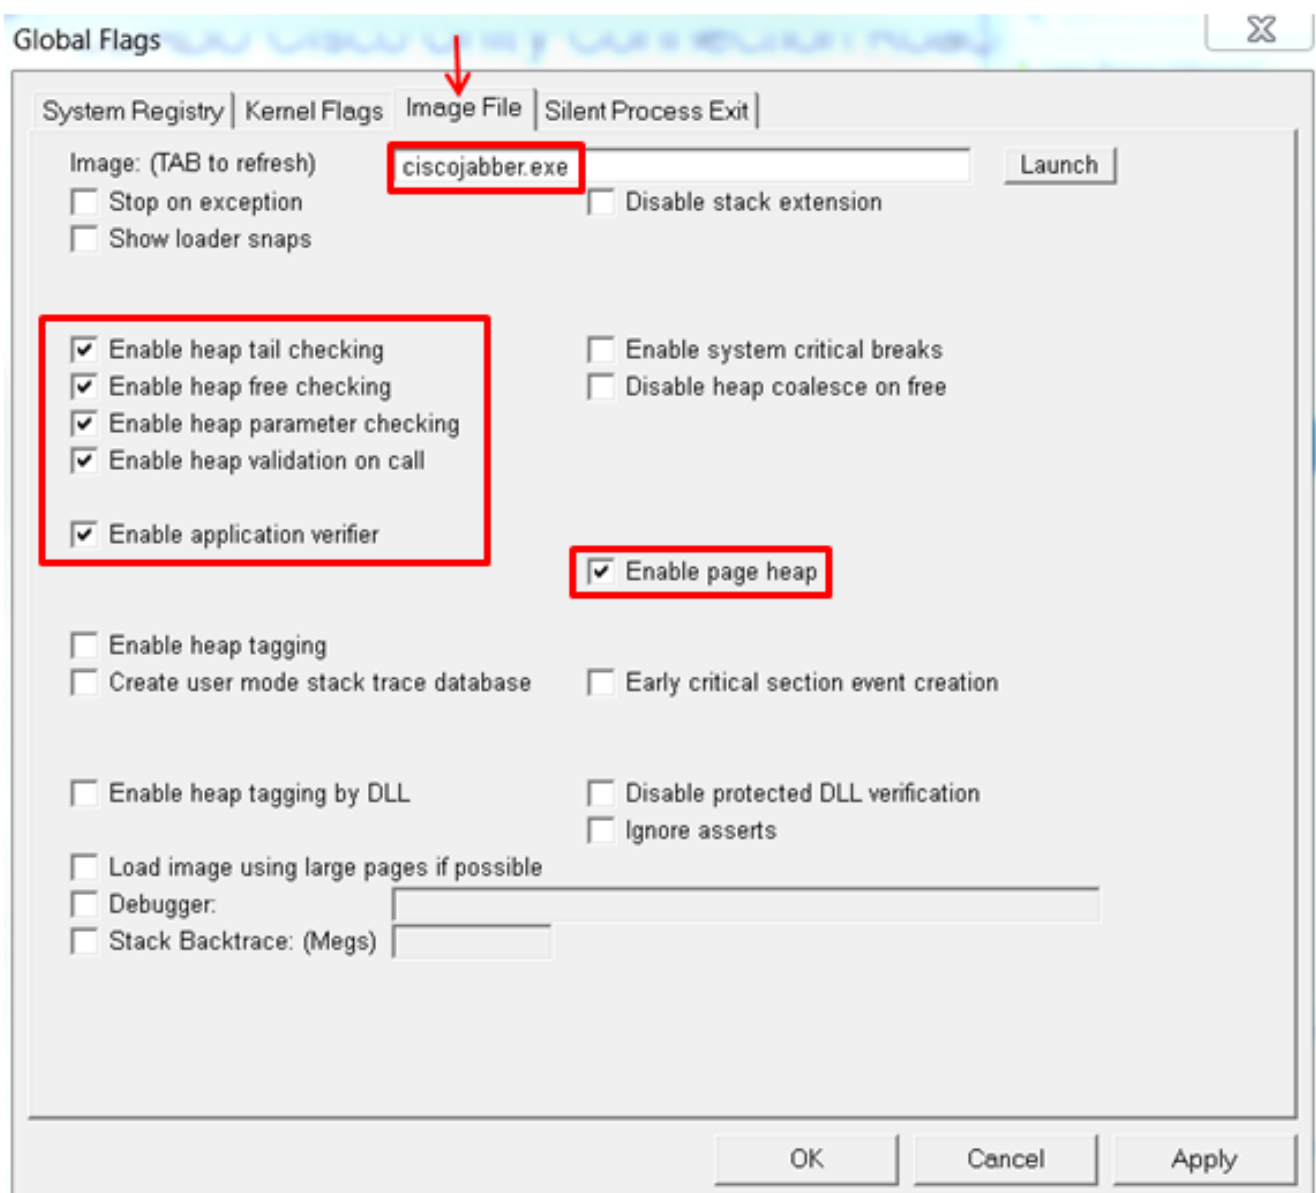 Global Flags
System Registry Kernel Flags Image File Silent Process Exit
Image: (TAB to refresh) ciscojabber.exe Launch
Stop on exception Disable stack extension
Show loader snaps
Enable heap tail checking Enable system critical breaks
Enable heap free checking Disable heap coalesce on free
Enable heap parameter checking
Enable heap validation on call
Enable application verifier
Enable page heap
Enable heap tagging
Create user mode stack trace database Early critical section event creation
Enable heap tagging by DLL Disable protected DLL verification
Ignore asserts
Load image using large pages if possible
Debugger:
Stack Backtrace: (Megs)
OK Cancel Apply